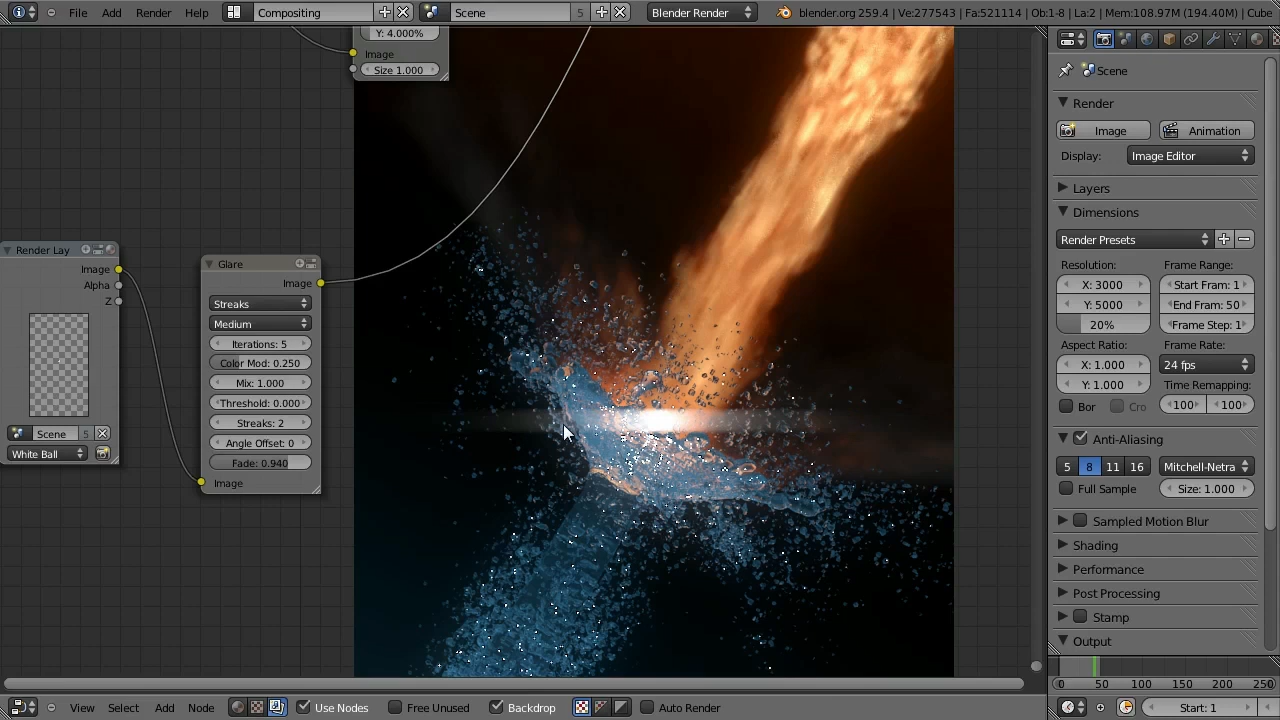 File Add Render Help Compositing Scene 5 Blender Render blender.org 259.4 | Ve:277543 | Fa:521114 | Ob:1-8 | La:2 | Mem:108.97M (194.40M) | Cube
Y: 4.000%
Image
Size 1.000
Render Lay
Image
Alpha
Z
Scene 5
White Ball
Glare
Image
Streaks
Medium
Iterations: 5
Color Mod: 0.250
Mix: 1.000
Threshold: 0.000
Streaks: 2
Angle Offset: 0
Fade: 0.940
Image
Scene
Render
Image Animation
Display: Image Editor
Layers
Dimensions
Render Presets
Resolution: Frame Range:
X: 3000 Start Fram: 1
Y: 5000 End Fram: 50
20% Frame Step: 1
Aspect Ratio: Frame Rate:
X: 1.000 24 fps
Y: 1.000 Time Remapping:
Bor Cro 100 100
Anti-Aliasing
5 8 11 16 Mitchell-Netra
Full Sample Size: 1.000
Sampled Motion Blur
Shading
Performance
Post Processing
Stamp
Output
0 50 100 150 200 250
View Select Add Node Use Nodes Free Unused Backdrop Auto Render Start: 1